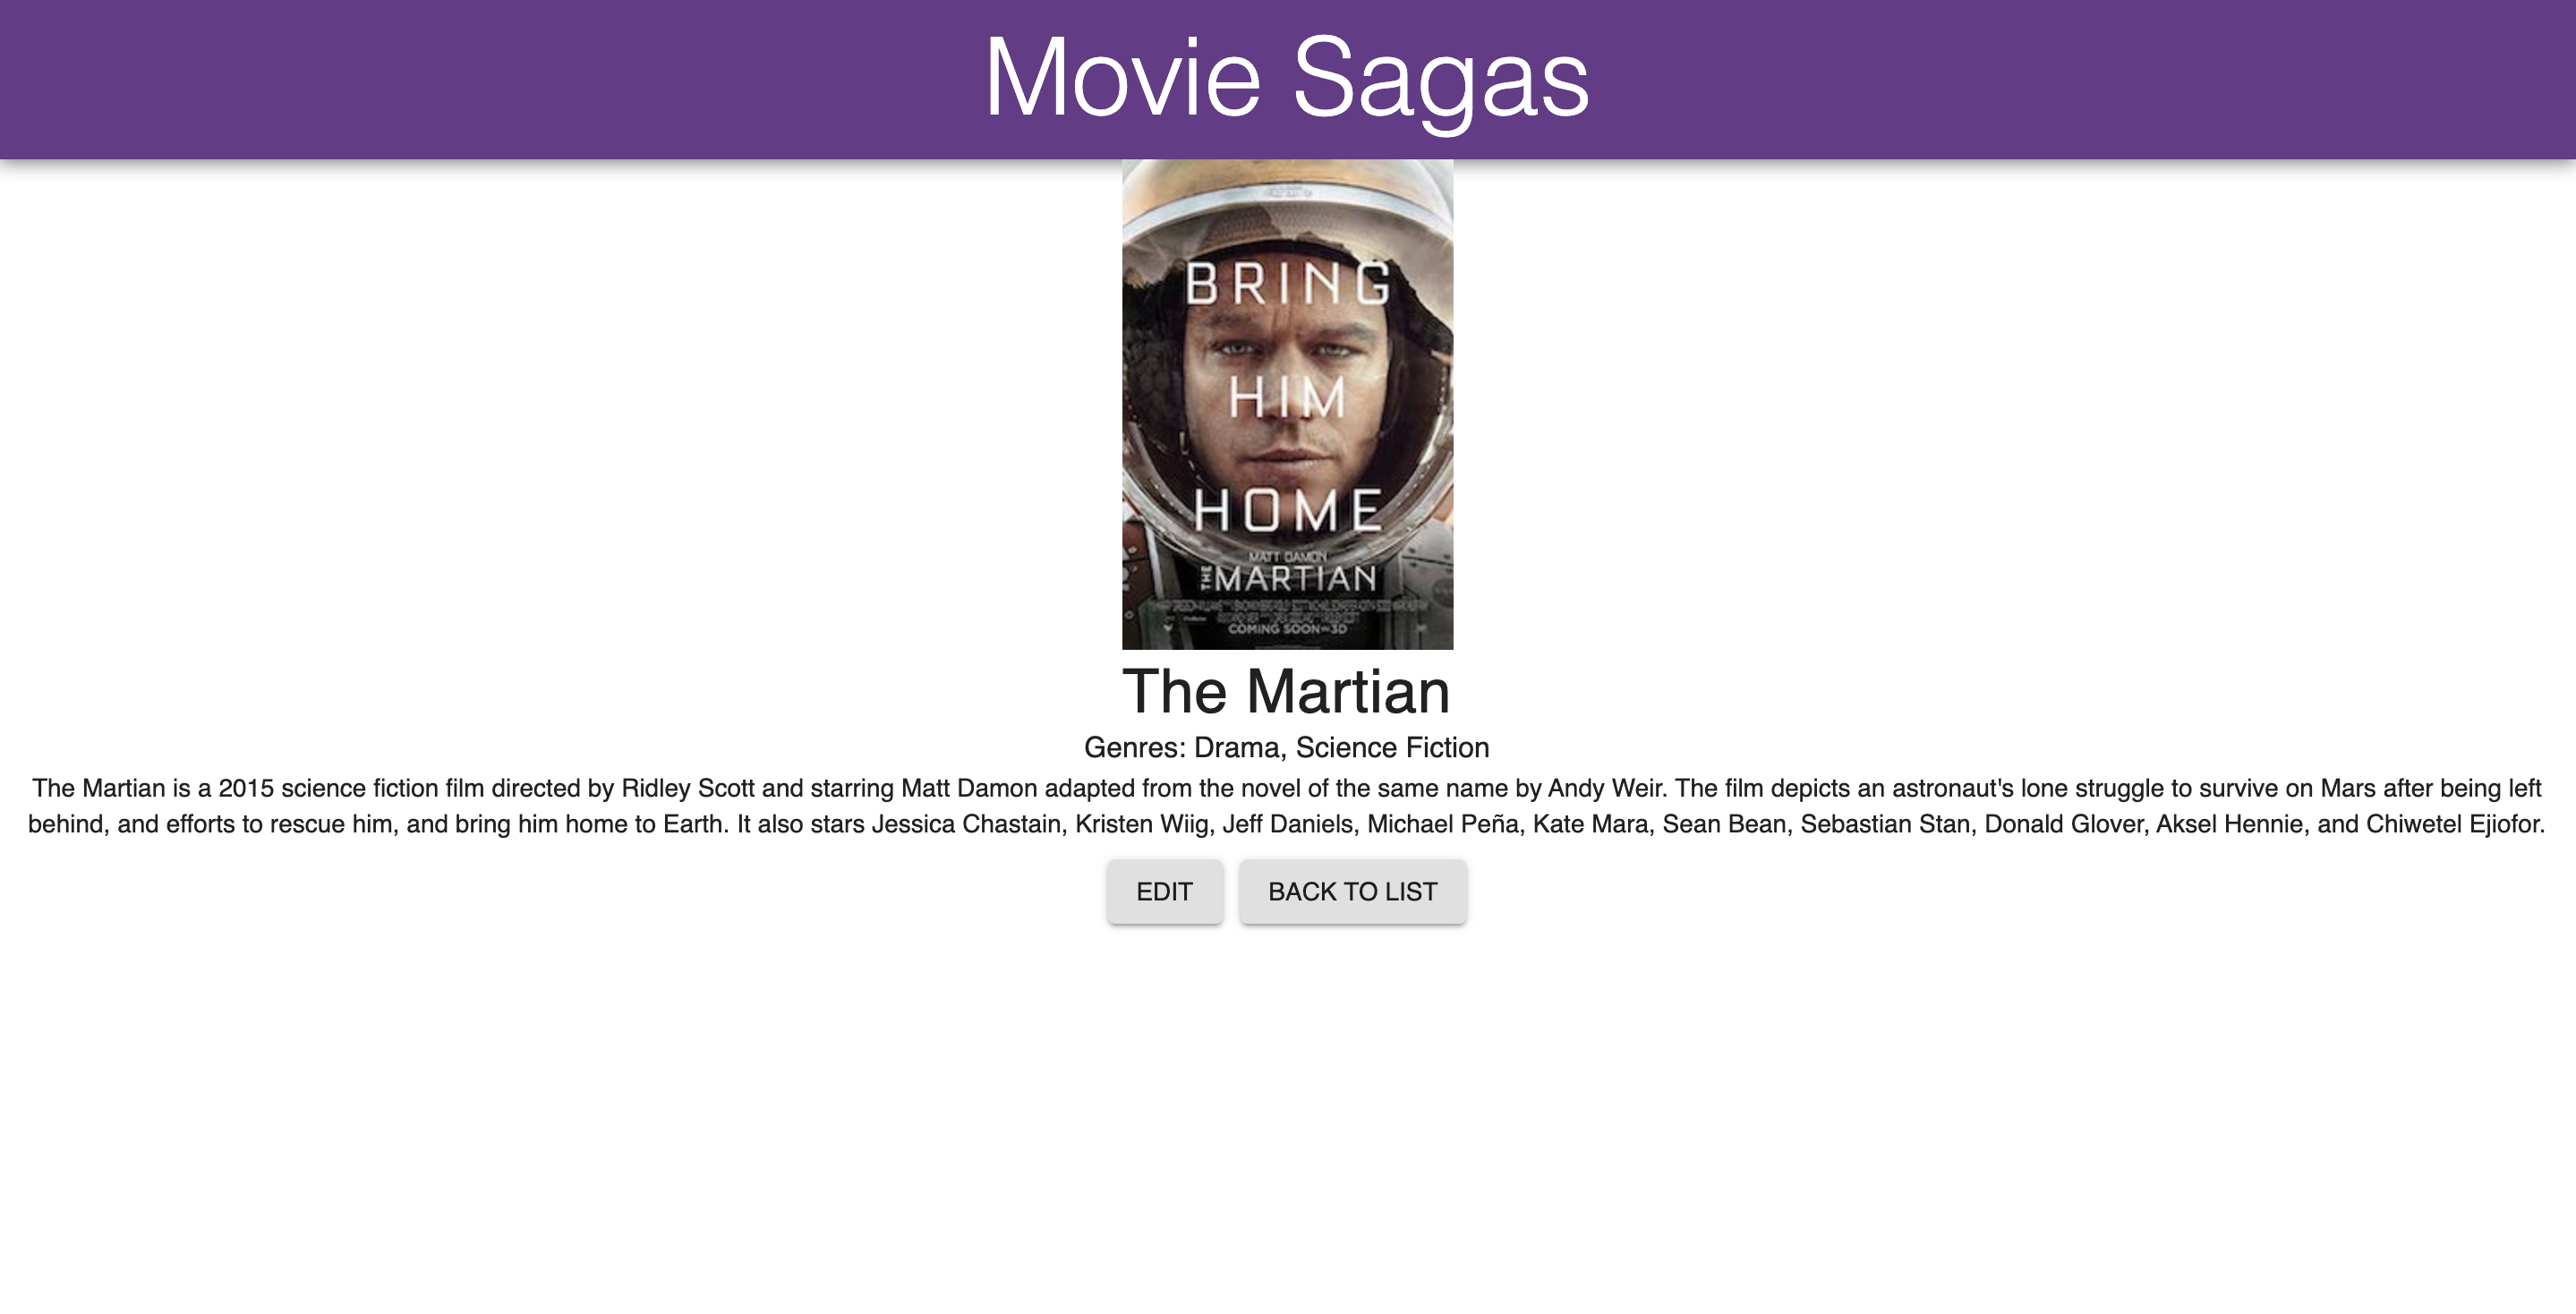 Movie Sagas
BRING
HIM
HOME
MATT DAMON
THE MARTIAN
COMING SOON
3D
The Martian
Genres: Drama, Science Fiction
The Martian is a 2015 science fiction film directed by Ridley Scott and starring Matt Damon adapted from the novel of the same name by Andy Weir. The film depicts an astronaut's lone struggle to survive on Mars after being left
behind, and efforts to rescue him, and bring him home to Earth. It also stars Jessica Chastain, Kristen Wiig, Jeff Daniels, Michael Peña, Kate Mara, Sean Bean, Sebastian Stan, Donald Glover, Aksel Hennie, and Chiwetel Ejiofor.
EDIT BACK TO LIST